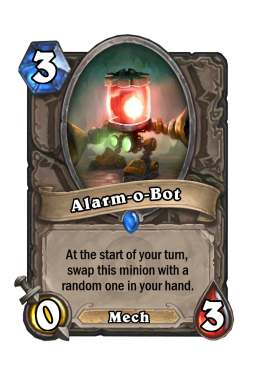 3
Alarm-o-Bot
At the start of your turn,
swap this minion with a
random one in your hand.
0
Mech
3